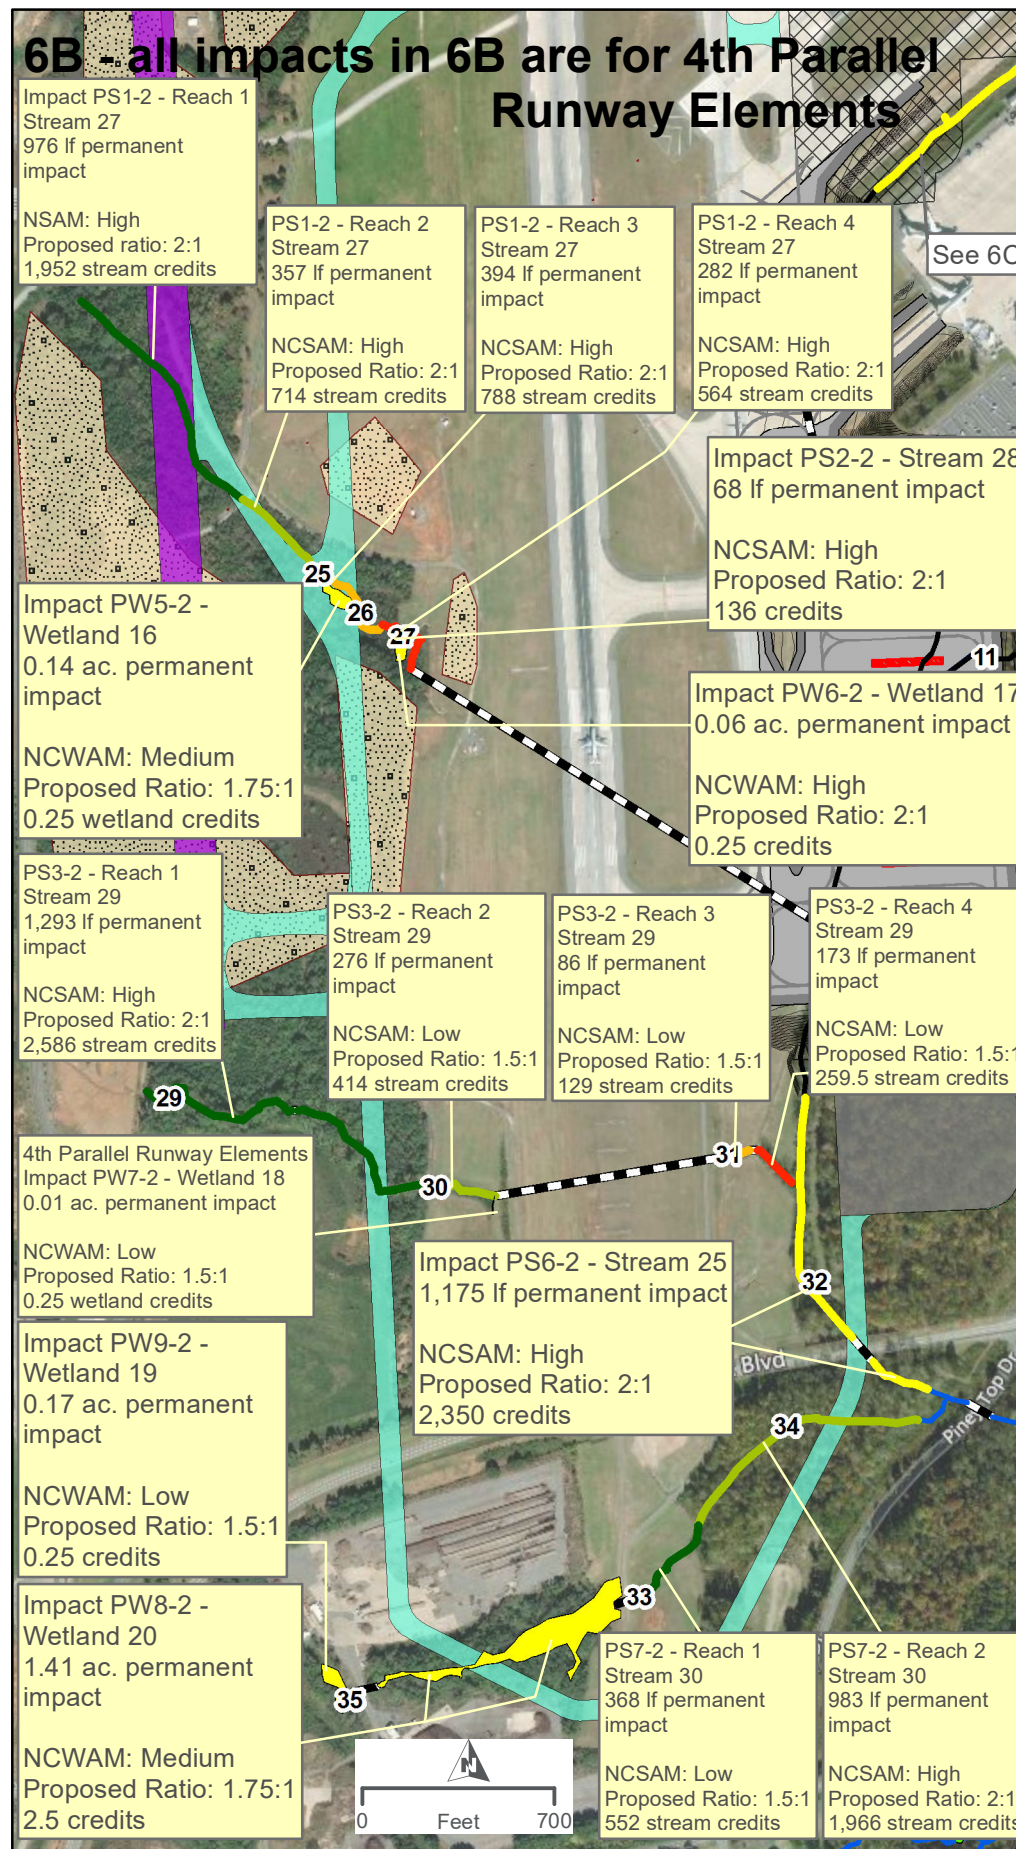 6B - all impacts in 6B are for 4th Parallel
Runway Elements
Impact PS1-2 - Reach 1
Stream 27
976 lf permanent
impact
NSAM: High
Proposed ratio: 2:1
1,952 stream credits
PS1-2 - Reach 2
Stream 27
357 lf permanent
impact
NCSAM: High
Proposed Ratio: 2:1
714 stream credits
PS1-2 - Reach 3
Stream 27
394 lf permanent
impact
NCSAM: High
Proposed Ratio: 2:1
788 stream credits
PS1-2 - Reach 4
Stream 27
282 lf permanent
impact
NCSAM: High
Proposed Ratio: 2:1
564 stream credits
See 6C
Impact PS2-2 - Stream 28
68 lf permanent impact
NCSAM: High
Proposed Ratio: 2:1
136 credits
25
26
27
11
Impact PW5-2 -
Wetland 16
0.14 ac. permanent
impact
NCWAM: Medium
Proposed Ratio: 1.75:1
0.25 wetland credits
Impact PW6-2 - Wetland 17
0.06 ac. permanent impact
NCWAM: High
Proposed Ratio: 2:1
0.25 credits
PS3-2 - Reach 1
Stream 29
1,293 lf permanent
impact
NCSAM: High
Proposed Ratio: 2:1
2,586 stream credits
PS3-2 - Reach 2
Stream 29
276 lf permanent
impact
NCSAM: Low
Proposed Ratio: 1.5:1
414 stream credits
PS3-2 - Reach 3
Stream 29
86 lf permanent
impact
NCSAM: Low
Proposed Ratio: 1.5:1
129 stream credits
PS3-2 - Reach 4
Stream 29
173 lf permanent
impact
NCSAM: Low
Proposed Ratio: 1.5:1
259.5 stream credits
29
30
31
32
4th Parallel Runway Elements
Impact PW7-2 - Wetland 18
0.01 ac. permanent impact
NCWAM: Low
Proposed Ratio: 1.5:1
0.25 wetland credits
Impact PS6-2 - Stream 25
1,175 lf permanent impact
NCSAM: High
Proposed Ratio: 2:1
2,350 credits
Blvd
Piney Top Dr
34
Impact PW9-2 -
Wetland 19
0.17 ac. permanent
impact
NCWAM: Low
Proposed Ratio: 1.5:1
0.25 credits
33
35
Impact PW8-2 -
Wetland 20
1.41 ac. permanent
impact
NCWAM: Medium
Proposed Ratio: 1.75:1
2.5 credits
PS7-2 - Reach 1
Stream 30
368 lf permanent
impact
NCSAM: Low
Proposed Ratio: 1.5:1
552 stream credits
PS7-2 - Reach 2
Stream 30
983 lf permanent
impact
NCSAM: High
Proposed Ratio: 2:1
1,966 stream credits
N
0 Feet 700